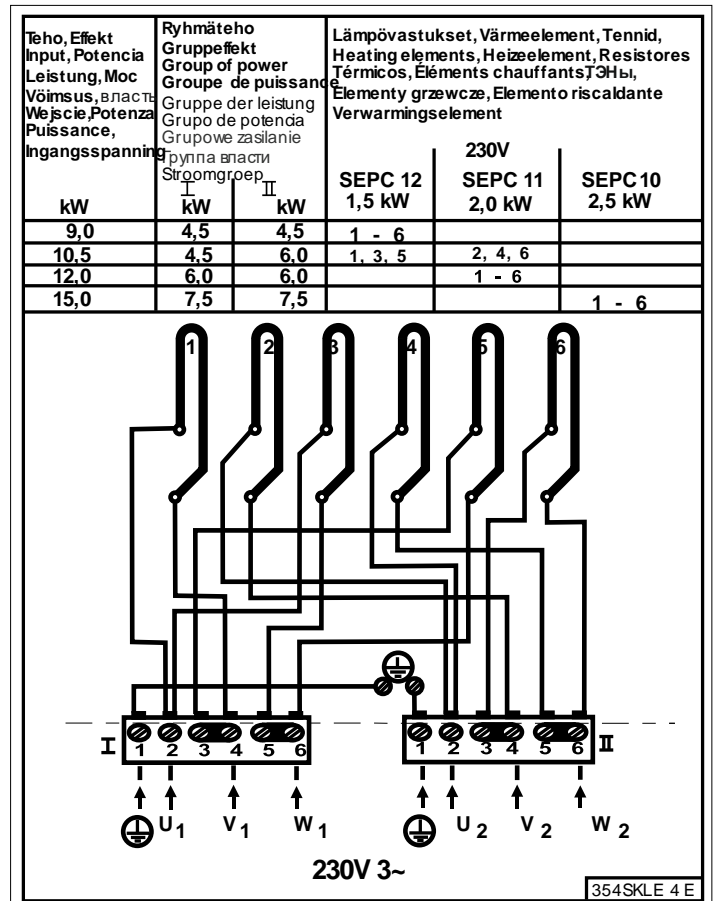 Teho, Effekt
Input, Potencia
Leistung, Moc
Vöimsus, власть
Wejscie,Potenza
Puissance,
Ingangsspanning
kW
Ryhmäteho
Gruppeffekt
Group of power
Groupe de puissance
Gruppe der leistung
Grupo de potencia
Grupowe zasilanie
Группа власти
Stroomgroep
I II
kW kW
Lämpövastukset, Värmeelement, Tennid,
Heating elements, Heizeelement, Resistores
Térmicos, Éléments chauffants,ТЭНы,
Elementy grzewcze, Elemento riscaldante
Verwarmingselement
230V
SEPC 12 SEPC 11 SEPC10
1,5 kW 2,0 kW 2,5 kW
9,0 4,5 4,5 1 - 6
10,5 4,5 6,0 1, 3, 5 2, 4, 6
12,0 6,0 6,0 1 - 6
15,0 7,5 7,5 1 - 6
1 2 3 4 5 6
I 1 2 3 4 5 6 1 2 3 4 5 6 II
U1 V1 W1 U2 V2 W2
230V 3~
354SKLE 4 E